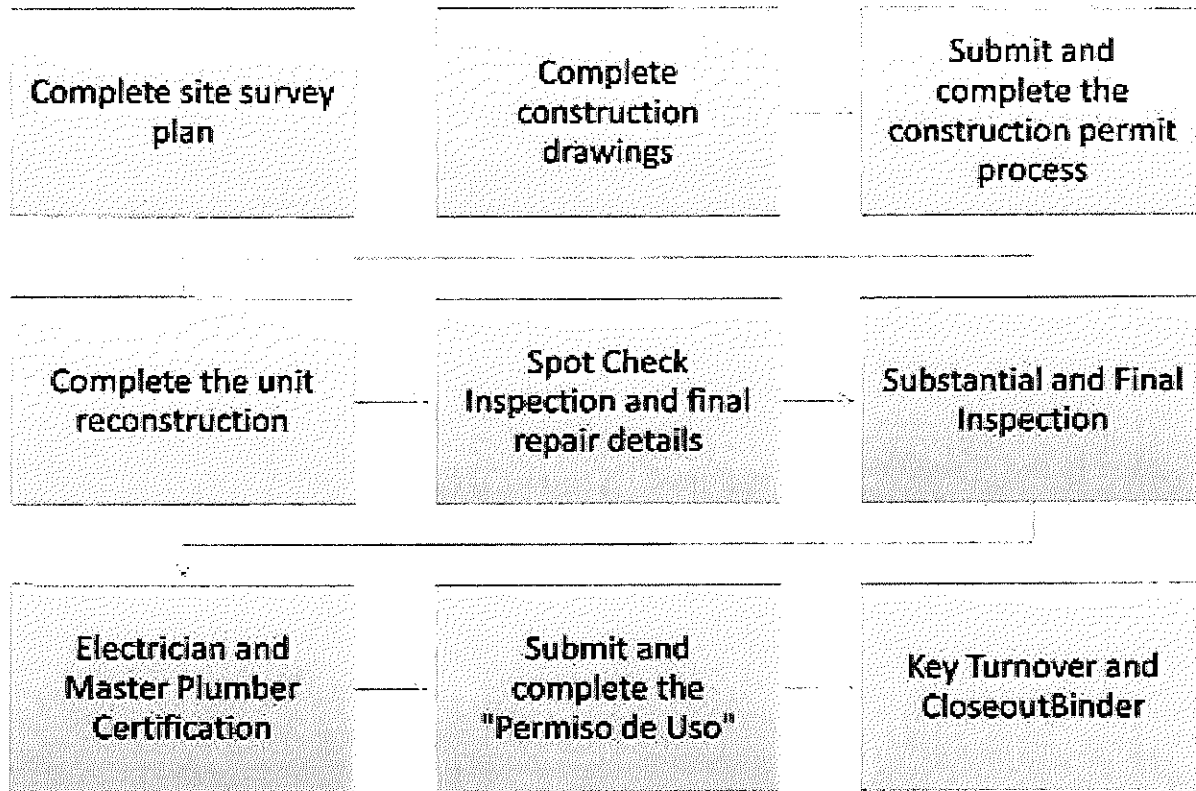 Complete site survey
plan
Complete
construction
drawings
Submit and
complete the
construction permit
process
Complete the unit
reconstruction
Spot Check
Inspection and final
repair details
Substantial and Final
Inspection
Electrician and
Master Plumber
Certification
Submit and
complete the
"Permiso de Uso"
Key Turnover and
CloseoutBinder